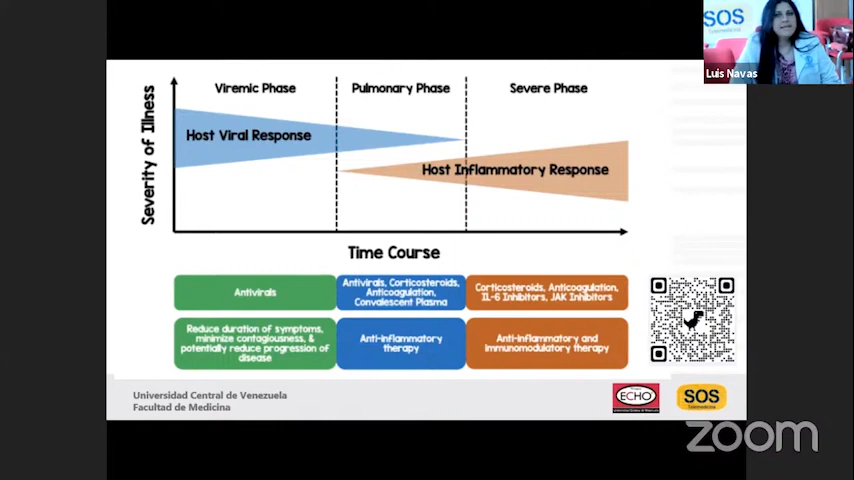 SOS
Luis Navas
Viremic Phase
Pulmonary Phase
Severe Phase
Severity of Illness
Host Viral Response
Host Inflammatory Response
Time Course
Antivirals
Antivirals, Corticosteroids,
Anticoagulation,
Convalescent Plasma
Corticosteroids, Anticoagulation,
IL-6 Inhibitors, JAK Inhibitors
Reduce duration of symptoms,
minimize contagiousness, &
potentially reduce progression of
disease
Anti-inflammatory
therapy
Anti-inflammatory and
immunomodulatory therapy
Universidad Central de Venezuela
Facultad de Medicina
ECHO
SOS
Telemedicina
zoom